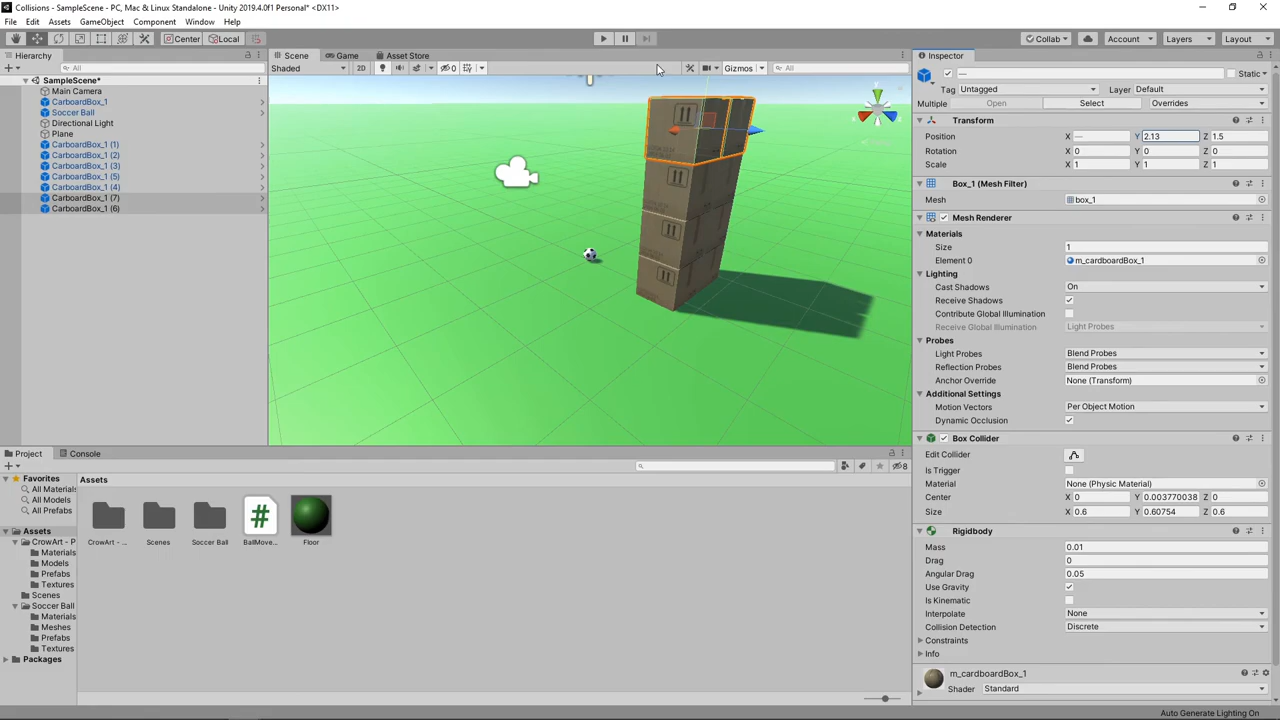 Collisions - SampleScene - PC, Mac & Linux Standalone - Unity 2019.4.0f1 Personal* <DX11>
File Edit Assets GameObject Component Window Help
Center Local Collab Account Layers Layout
Hierarchy
All
SampleScene*
Main Camera
CarboardBox_1
Soccer Ball
Directional Light
Plane
CarboardBox_1 (1)
CarboardBox_1 (2)
CarboardBox_1 (3)
CarboardBox_1 (5)
CarboardBox_1 (4)
CarboardBox_1 (7)
CarboardBox_1 (6)
Scene Game Asset Store
Shaded 2D 0 Gizmos All
Inspector
— Static
Tag Untagged Layer Default
Multiple Open Select Overrides
Transform
Position X — Y 2.13 Z 1.5
Rotation X 0 Y 0 Z 0
Scale X 1 Y 1 Z 1
Box_1 (Mesh Filter)
Mesh box_1
Mesh Renderer
Materials
Size 1
Element 0 m_cardboardBox_1
Lighting
Cast Shadows On
Receive Shadows
Contribute Global Illumination
Receive Global Illumination Light Probes
Probes
Light Probes Blend Probes
Reflection Probes Blend Probes
Anchor Override None (Transform)
Additional Settings
Motion Vectors Per Object Motion
Dynamic Occlusion
Box Collider
Edit Collider
Is Trigger
Material None (Physic Material)
Center X 0 Y 0.003770038 Z 0
Size X 0.6 Y 0.60754 Z 0.6
Rigidbody
Mass 0.01
Drag 0
Angular Drag 0.05
Use Gravity
Is Kinematic
Interpolate None
Collision Detection Discrete
Constraints
Info
m_cardboardBox_1
Shader Standard
Project Console
8
Favorites
All Materials
All Models
All Prefabs
Assets
CrowArt - P
Materials
Models
Prefabs
Textures
Scenes
Soccer Ball
Materials
Meshes
Prefabs
Textures
Packages
Assets
CrowArt - ... Scenes Soccer Ball BallMove... Floor
#
Auto Generate Lighting On